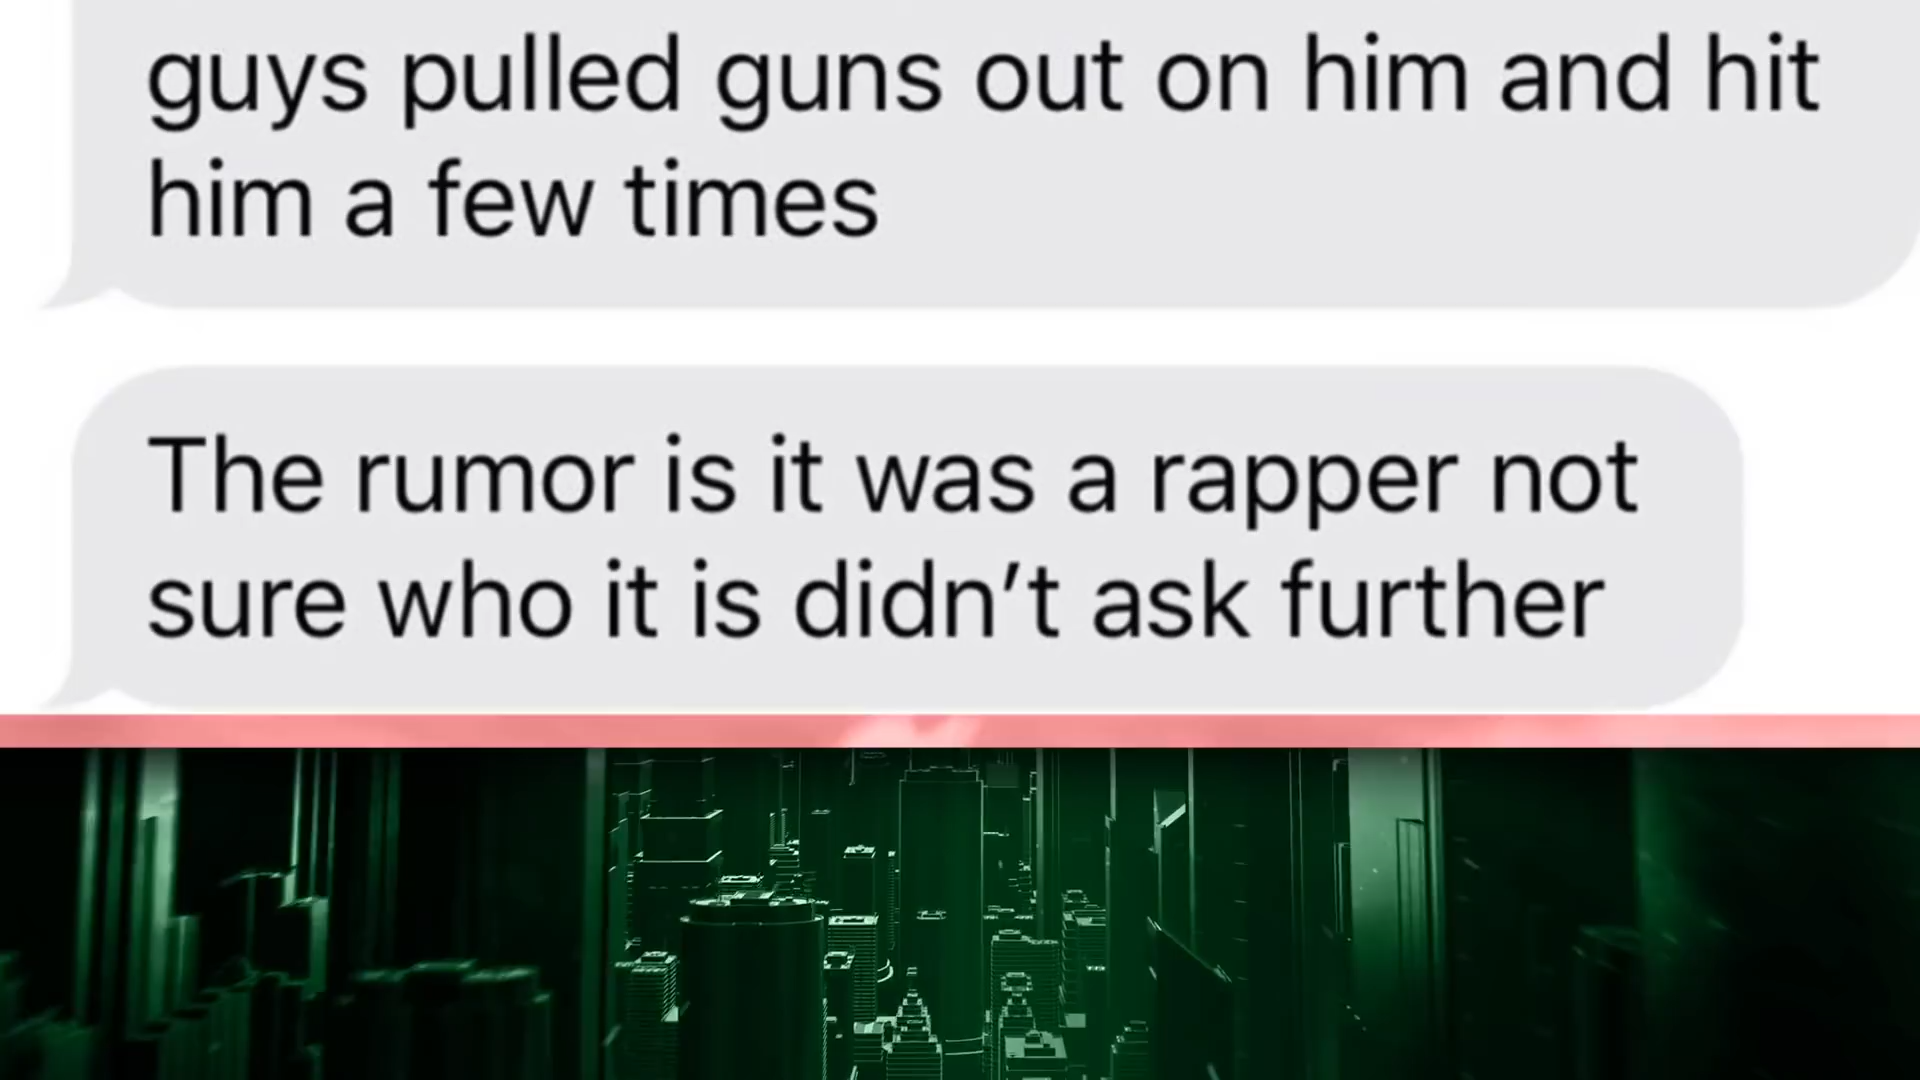 guys pulled guns out on him and hit
him a few times
The rumor is it was a rapper not
sure who it is didn’t ask further